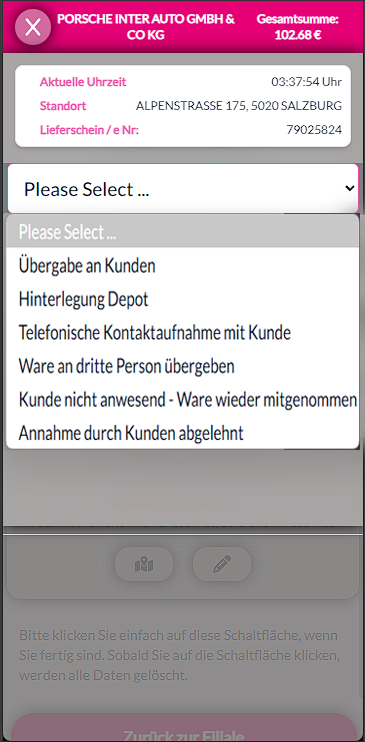 X
PORSCHE INTER AUTO GMBH &
CO KG
Gesamtsumme:
102.68 €
Aktuelle Uhrzeit 03:37:54 Uhr
Standort ALPENSTRASSE 175, 5020 SALZBURG
Lieferschein / e Nr: 79025824
Please Select ...
Please Select ...
Übergabe an Kunden
Hinterlegung Depot
Telefonische Kontaktaufnahme mit Kunde
Ware an dritte Person übergeben
Kunde nicht anwesend - Ware wieder mitgenommen
Annahme durch Kunden abgelehnt
Bitte klicken Sie einfach auf diese Schaltfläche, wenn
Sie fertig sind. Sobald Sie auf die Schaltfläche klicken,
werden alle Daten gelöscht.
Zurück zur Filiale